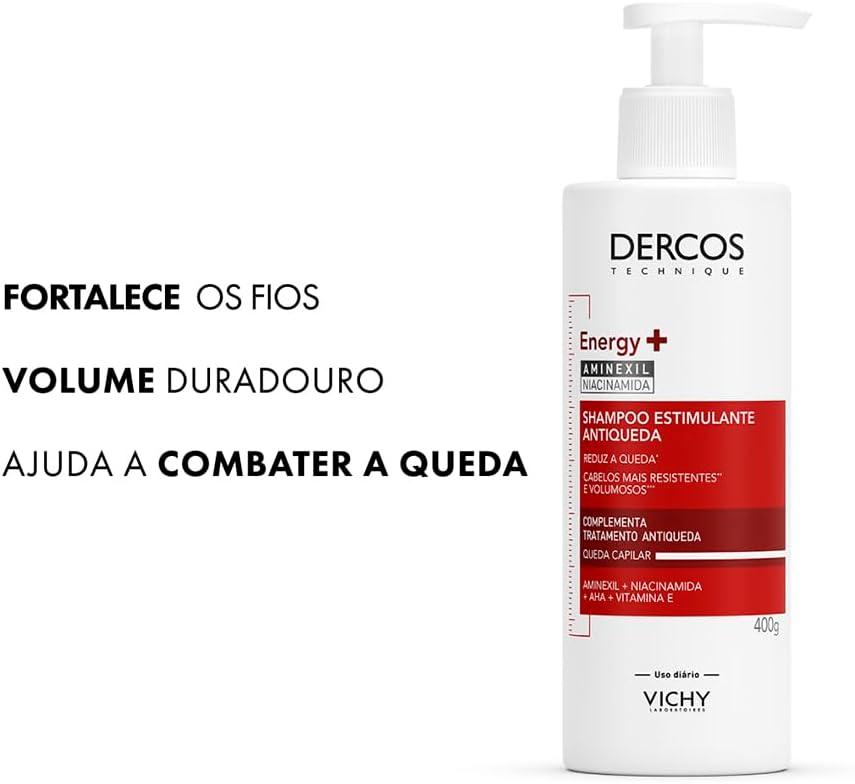 FORTALECE OS FIOS
VOLUME DURADOURO
AJUDA A COMBATER A QUEDA
DERCOS
TECHNIQUE
Energy +
AMINEXIL
NIACINAMIDA
SHAMPOO ESTIMULANTE
ANTIQUEDA
REDUZ A QUEDA*
CABELOS MAIS RESISTENTES**
E VOLUMOSOS***
COMPLEMENTA
TRATAMENTO ANTIQUEDA
QUEDA CAPILAR
AMINEXIL + NIACINAMIDA
+ AHA + VITAMINA E
400g
Uso diário
VICHY
LABORATOIRES